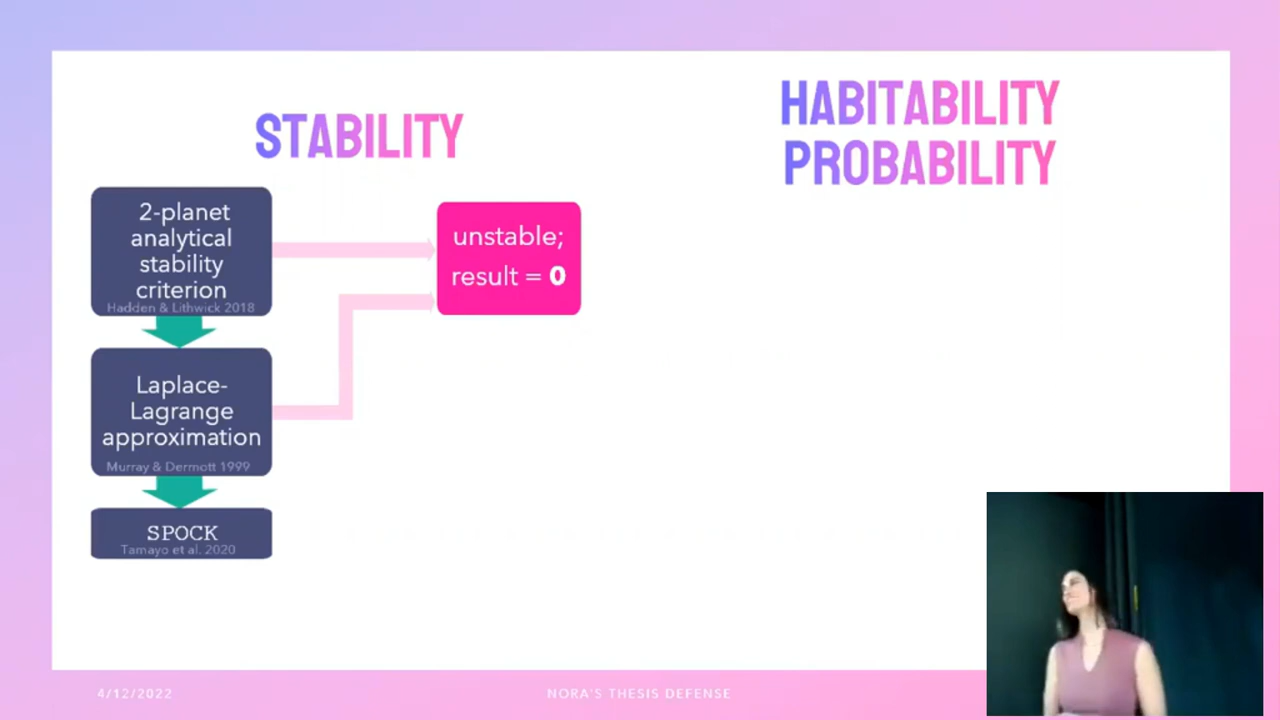 STABILITY
HABITABILITY
PROBABILITY
2-planet
analytical
stability
criterion
Hadden & Lithwick 2018
unstable;
result = 0
Laplace-
Lagrange
approximation
Murray & Dermott 1999
SPOCK
Tamayo et al. 2020
4/12/2022
NORA'S THESIS DEFENSE